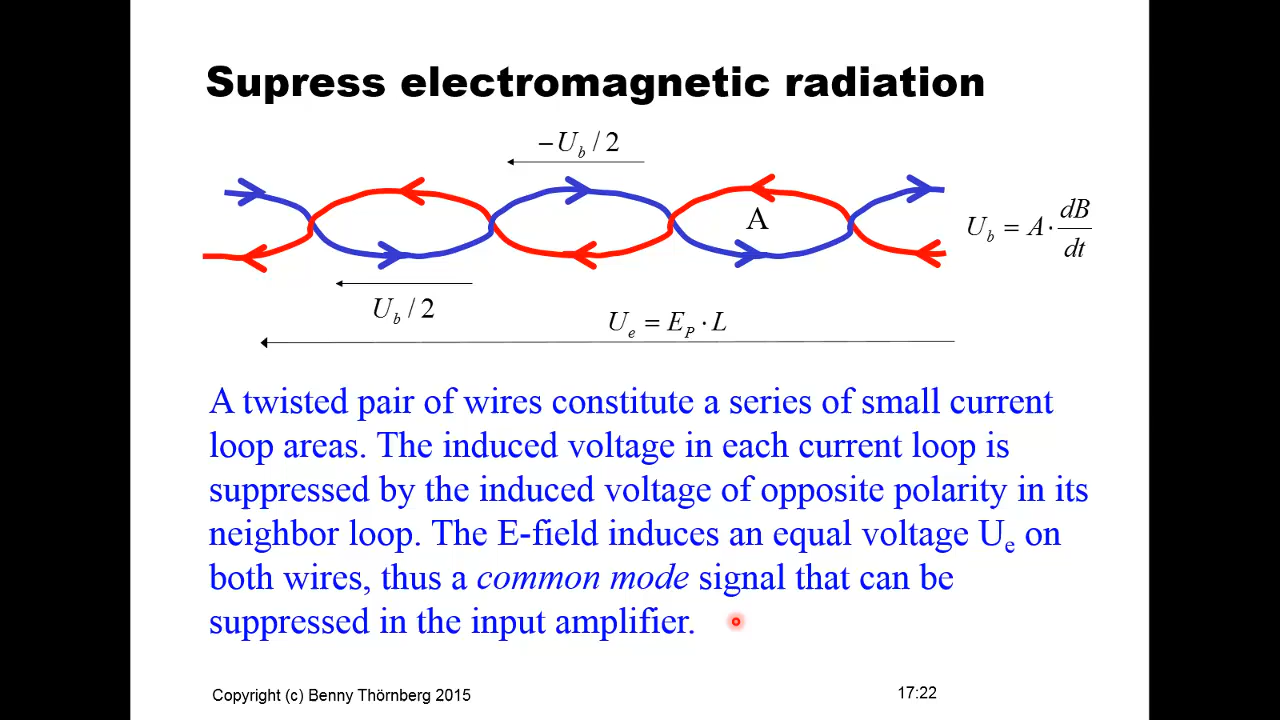 Supress electromagnetic radiation
−U_b / 2
A
U_b = A · dB/dt
U_b / 2
U_e = E_P · L
A twisted pair of wires constitute a series of small current
loop areas. The induced voltage in each current loop is
suppressed by the induced voltage of opposite polarity in its
neighbor loop. The E-field induces an equal voltage U_e on
both wires, thus a common mode signal that can be
suppressed in the input amplifier.
Copyright (c) Benny Thörnberg 2015
17:22